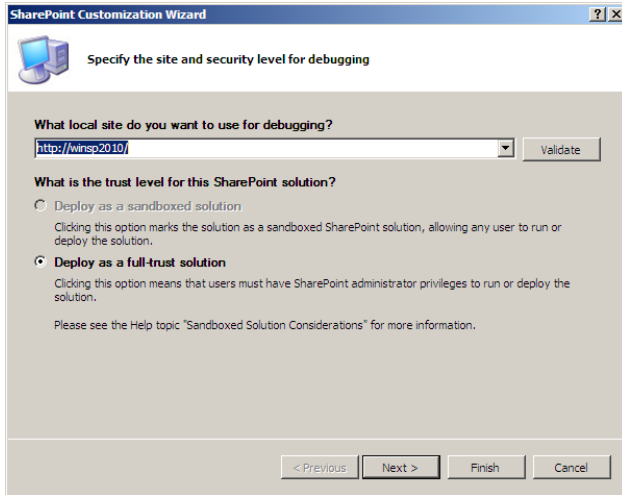 SharePoint Customization Wizard
Specify the site and security level for debugging
What local site do you want to use for debugging?
http://winsp2010/
Validate
What is the trust level for this SharePoint solution?
Deploy as a sandboxed solution
Clicking this option marks the solution as a sandboxed SharePoint solution, allowing any user to run or
deploy the solution.
Deploy as a full-trust solution
Clicking this option means that users must have SharePoint administrator privileges to run or deploy the
solution.
Please see the Help topic "Sandboxed Solution Considerations" for more information.
< Previous
Next >
Finish
Cancel